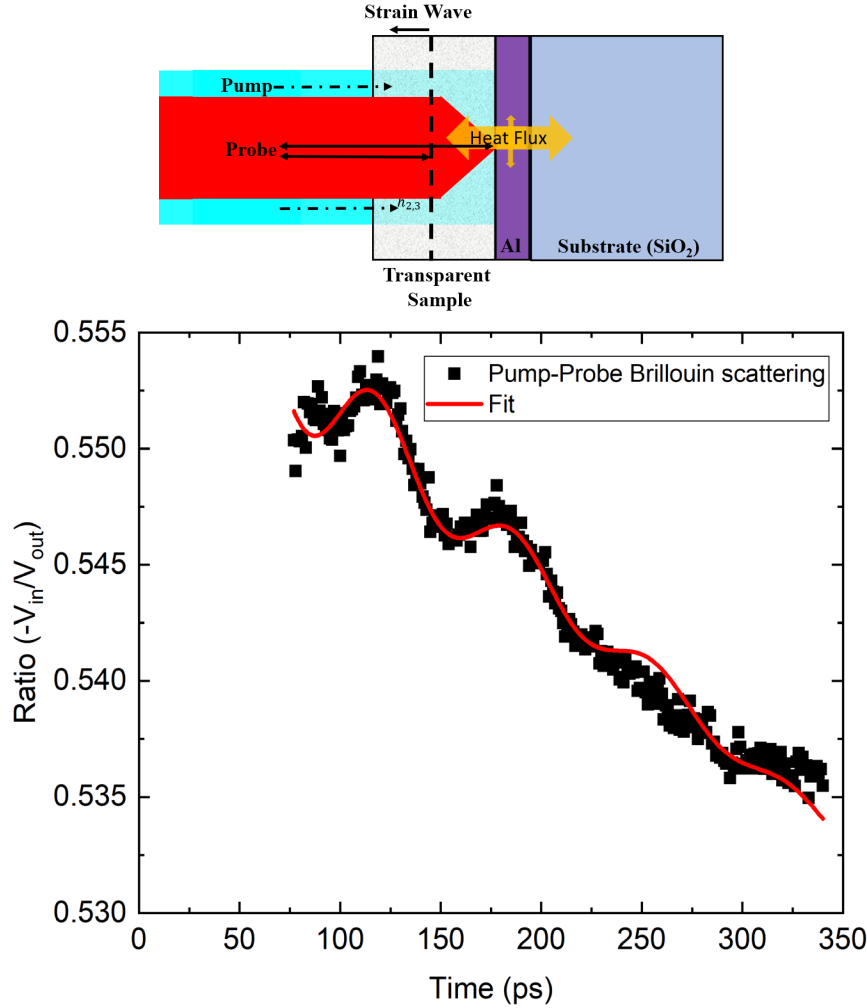 Strain Wave
Pump
Heat Flux
Probe
h2,3
Al
Substrate (SiO2)
Transparent
Sample
0.555
0.550
0.545
0.540
0.535
0.530
Ratio (-Vin/Vout)
Pump-Probe Brillouin scattering
Fit
0 50 100 150 200 250 300 350
Time (ps)